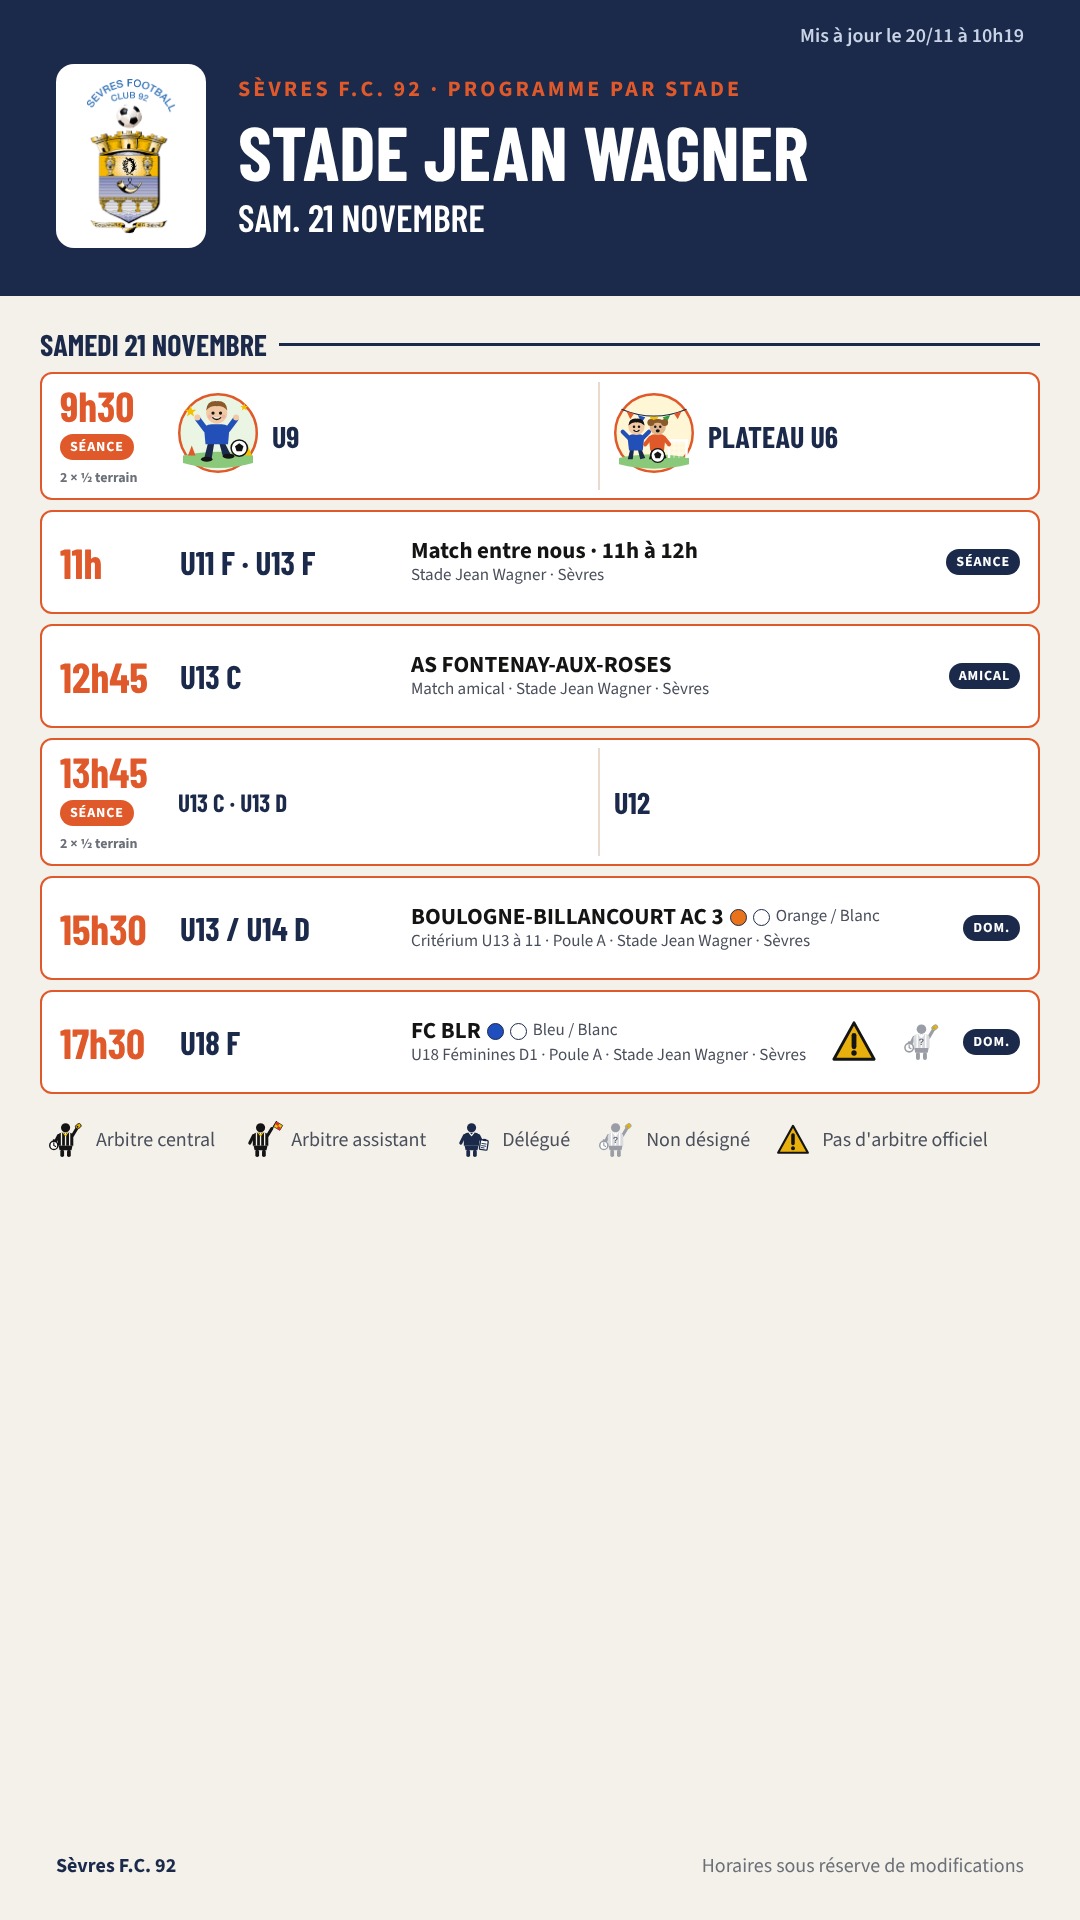 Mis à jour le 20/11 à 10h19
SEVRES FOOTBALL
CLUB 92
SÈVRES F.C. 92 · PROGRAMME PAR STADE
STADE JEAN WAGNER
SAM. 21 NOVEMBRE
SAMEDI 21 NOVEMBRE
9h30
SÉANCE
2 × ½ terrain
U9
PLATEAU U6
11h
U11 F · U13 F
Match entre nous · 11h à 12h
Stade Jean Wagner · Sèvres
SÉANCE
12h45
U13 C
AS FONTENAY-AUX-ROSES
Match amical · Stade Jean Wagner · Sèvres
AMICAL
13h45
SÉANCE
2 × ½ terrain
U13 C · U13 D
U12
15h30
U13 / U14 D
BOULOGNE-BILLANCOURT AC 3 Orange / Blanc
Critérium U13 à 11 · Poule A · Stade Jean Wagner · Sèvres
DOM.
17h30
U18 F
FC BLR Bleu / Blanc
U18 Féminines D1 · Poule A · Stade Jean Wagner · Sèvres
?
DOM.
Arbitre central
Arbitre assistant
Délégué
?
Non désigné
Pas d'arbitre officiel
Sèvres F.C. 92
Horaires sous réserve de modifications